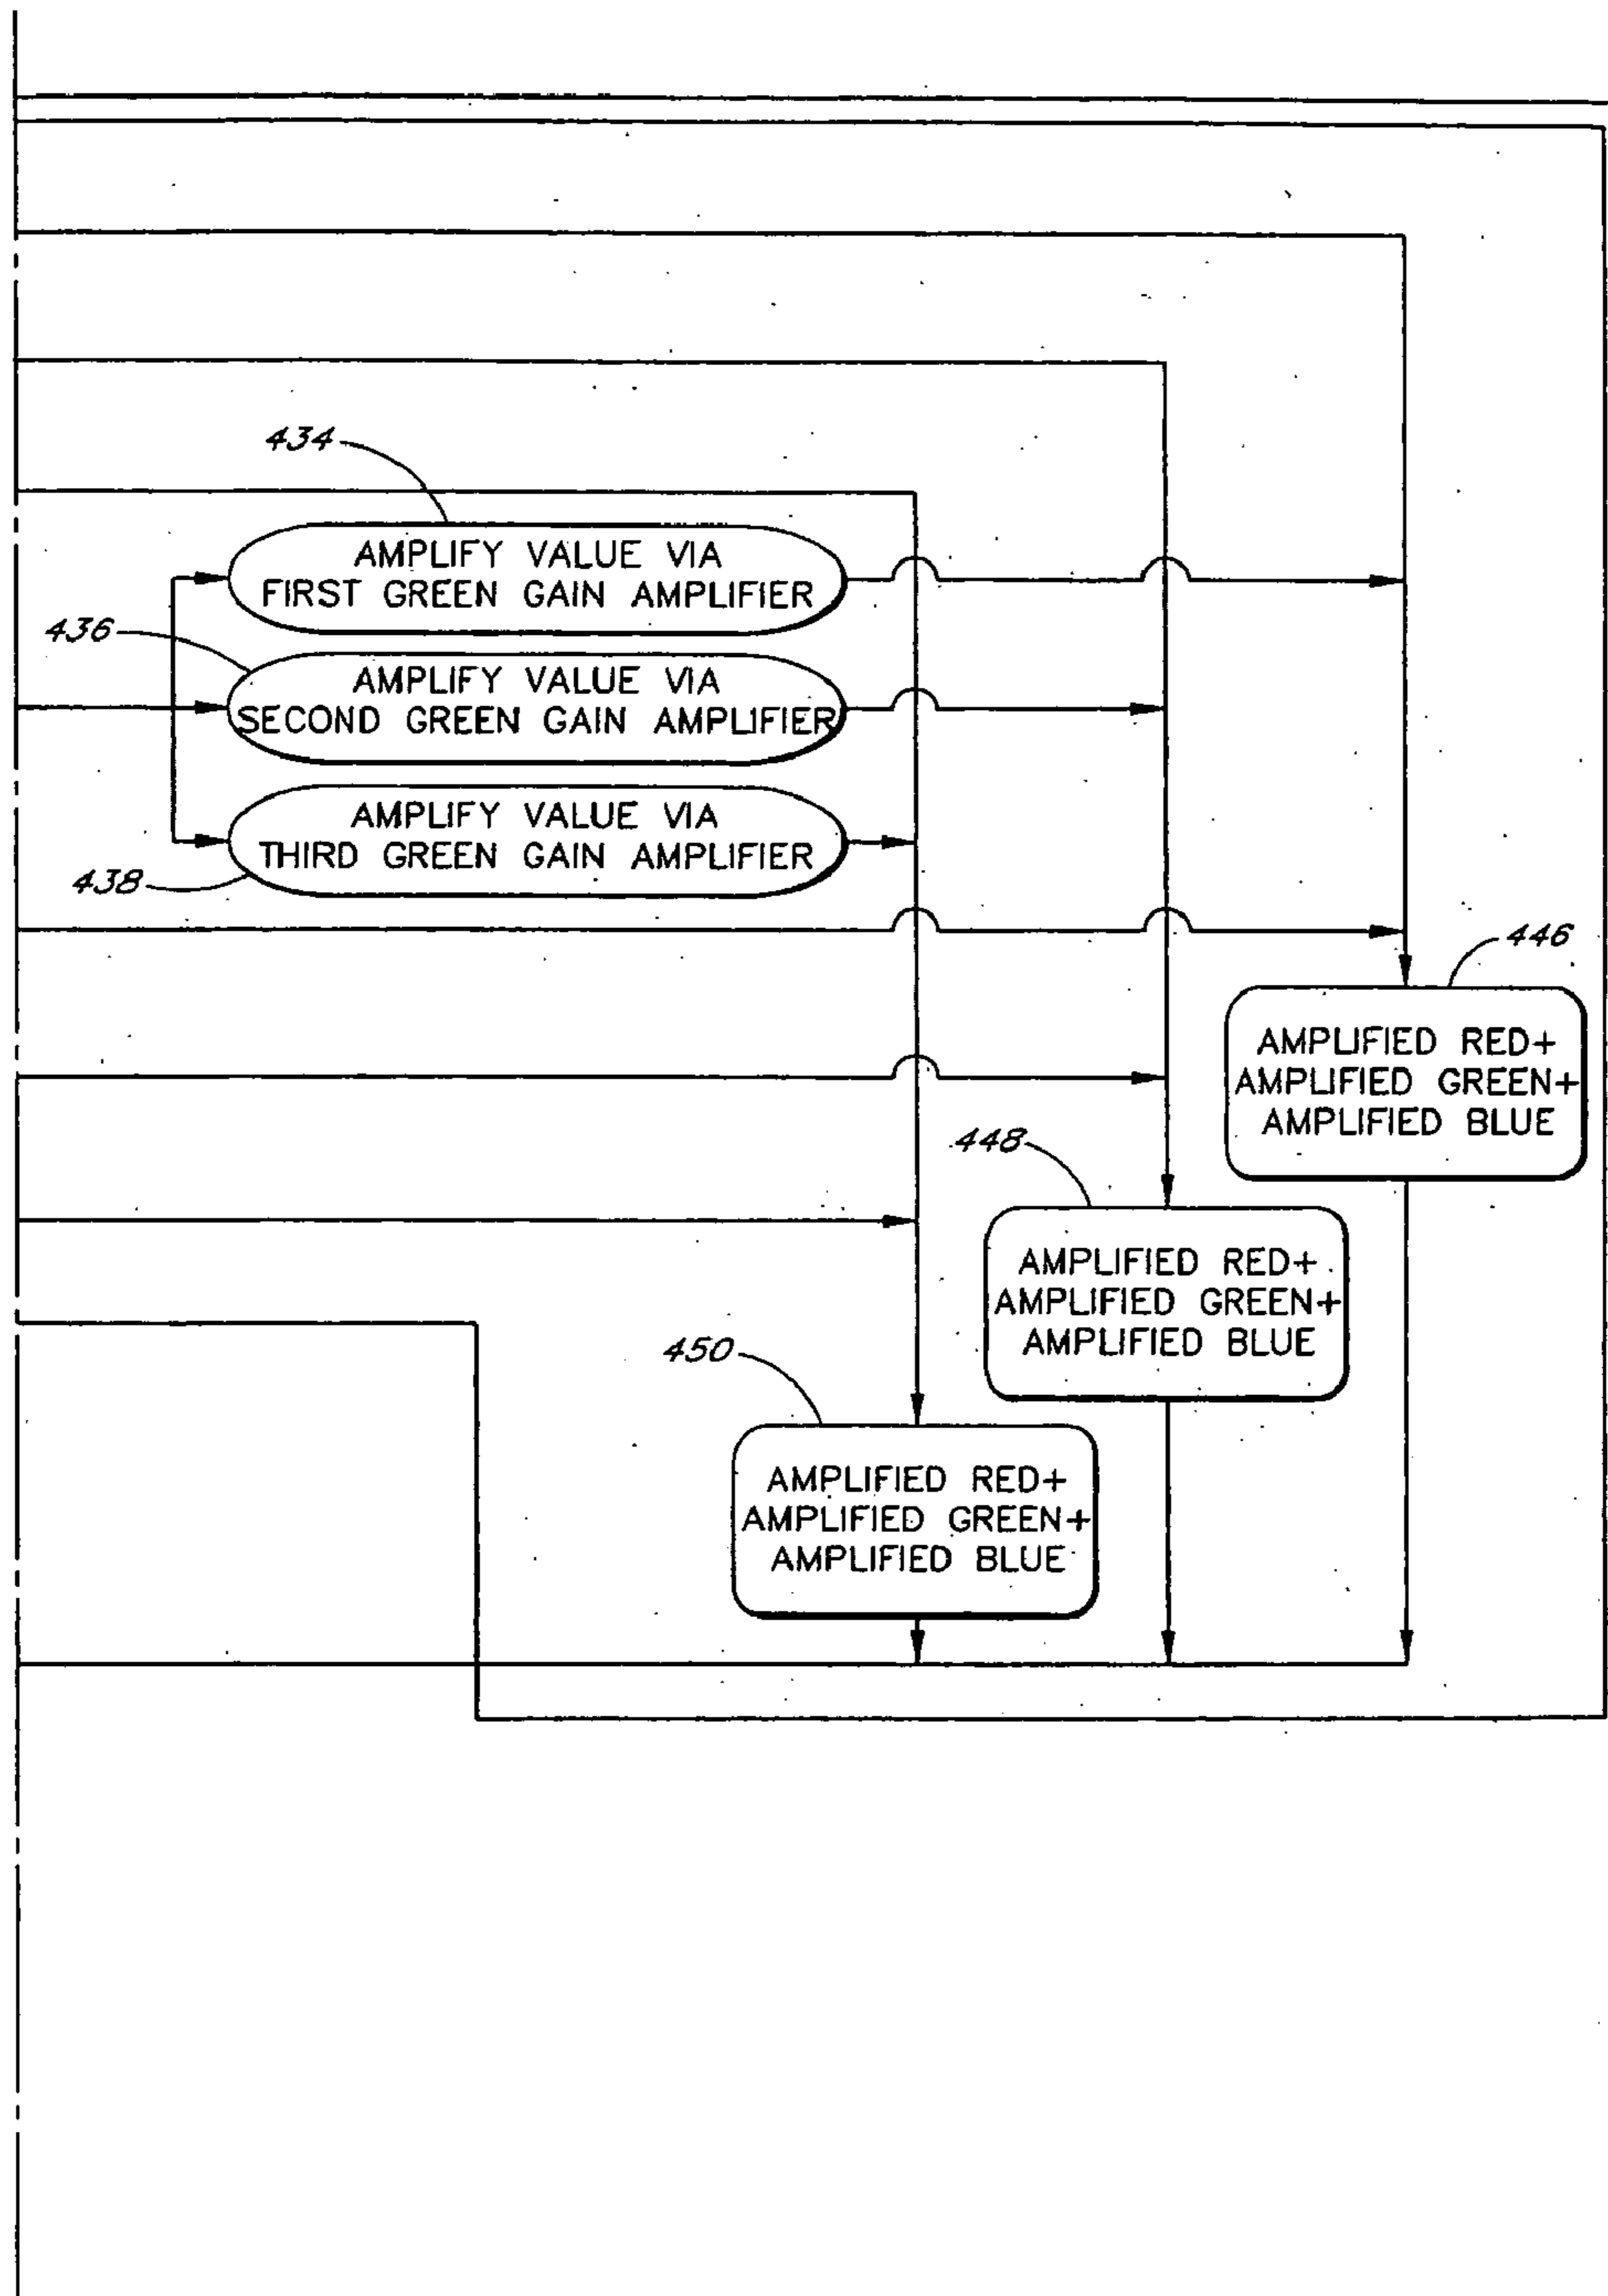 434
AMPLIFY VALUE VIA
FIRST GREEN GAIN AMPLIFIER
436
AMPLIFY VALUE VIA
SECOND GREEN GAIN AMPLIFIER
AMPLIFY VALUE VIA
THIRD GREEN GAIN AMPLIFIER
438
446
AMPLIFIED RED+
AMPLIFIED GREEN+
AMPLIFIED BLUE
448
AMPLIFIED RED+
AMPLIFIED GREEN+
AMPLIFIED BLUE
450
AMPLIFIED RED+
AMPLIFIED GREEN+
AMPLIFIED BLUE